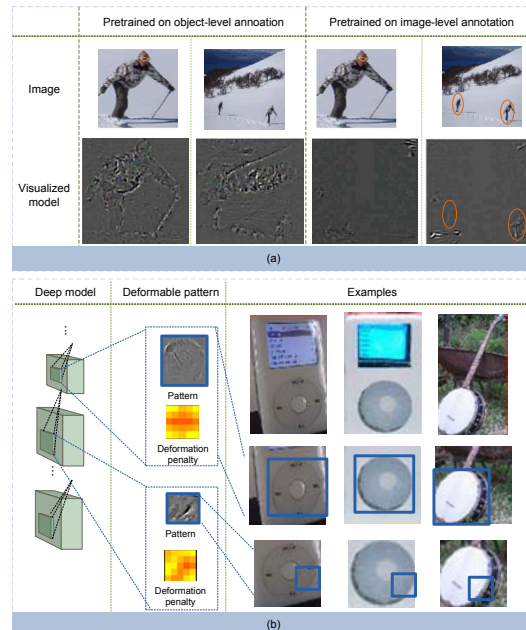 Pretrained on object-level annoation
Pretrained on image-level annotation
Image
Visualized
model
(a)
Deep model
Deformable pattern
Examples
Pattern
Deformation
penalty
Pattern
Deformation
penalty
(b)